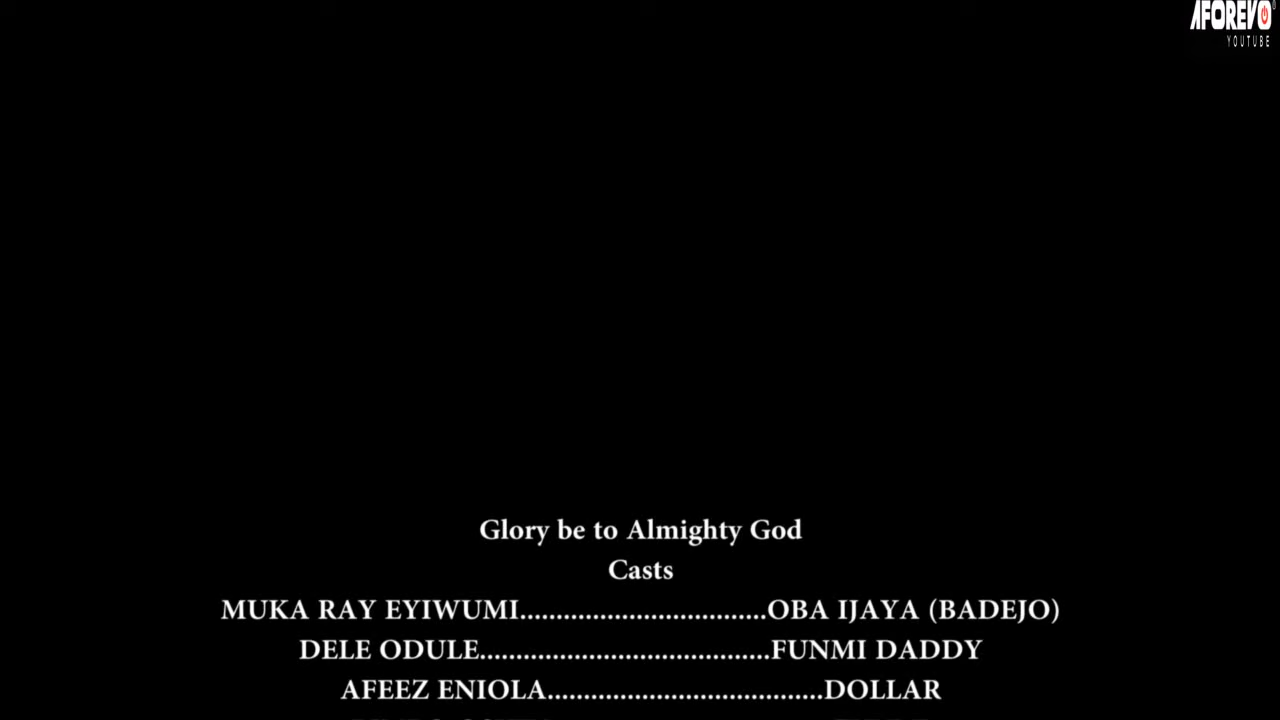 AFOREVO
YOUTUBE
Glory be to Almighty God
Casts
MUKA RAY EYIWUMI..................................OBA IJAYA (BADEJO)
DELE ODULE........................................FUNMI DADDY
AFEEZ ENIOLA......................................DOLLAR